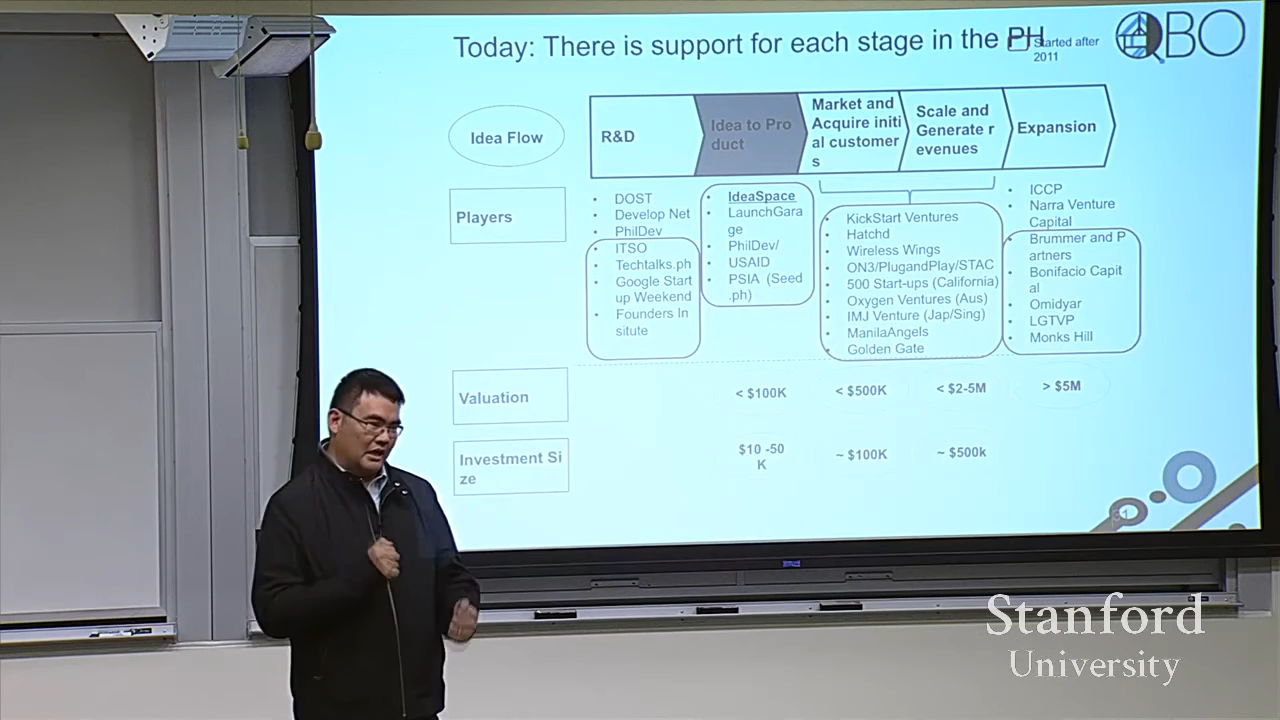 Today: There is support for each stage in the PH
Started after
2011
QBO
Idea Flow
R&D
Idea to Pro
duct
Market and
Acquire initi
al customer
s
Scale and
Generate r
evenues
Expansion
Players
• DOST
• Develop Net
• PhilDev
• ITSO
• Techtalks.ph
• Google Start
up Weekend
• Founders In
situte
• IdeaSpace
• LaunchGara
ge
• PhilDev/
• USAID
• PSIA (Seed
.ph)
• KickStart Ventures
• Hatchd
• Wireless Wings
• ON3/PlugandPlay/STAC
• 500 Start-ups (California)
• Oxygen Ventures (Aus)
• IMJ Venture (Jap/Sing)
• ManilaAngels
• Golden Gate
• ICCP
• Narra Venture
Capital
• Brummer and P
artners
• Bonifacio Capit
al
• Omidyar
• LGTVP
• Monks Hill
Valuation
< $100K
< $500K
< $2-5M
> $5M
Investment Si
ze
$10 -50
K
~ $100K
~ $500k
31
Stanford
University